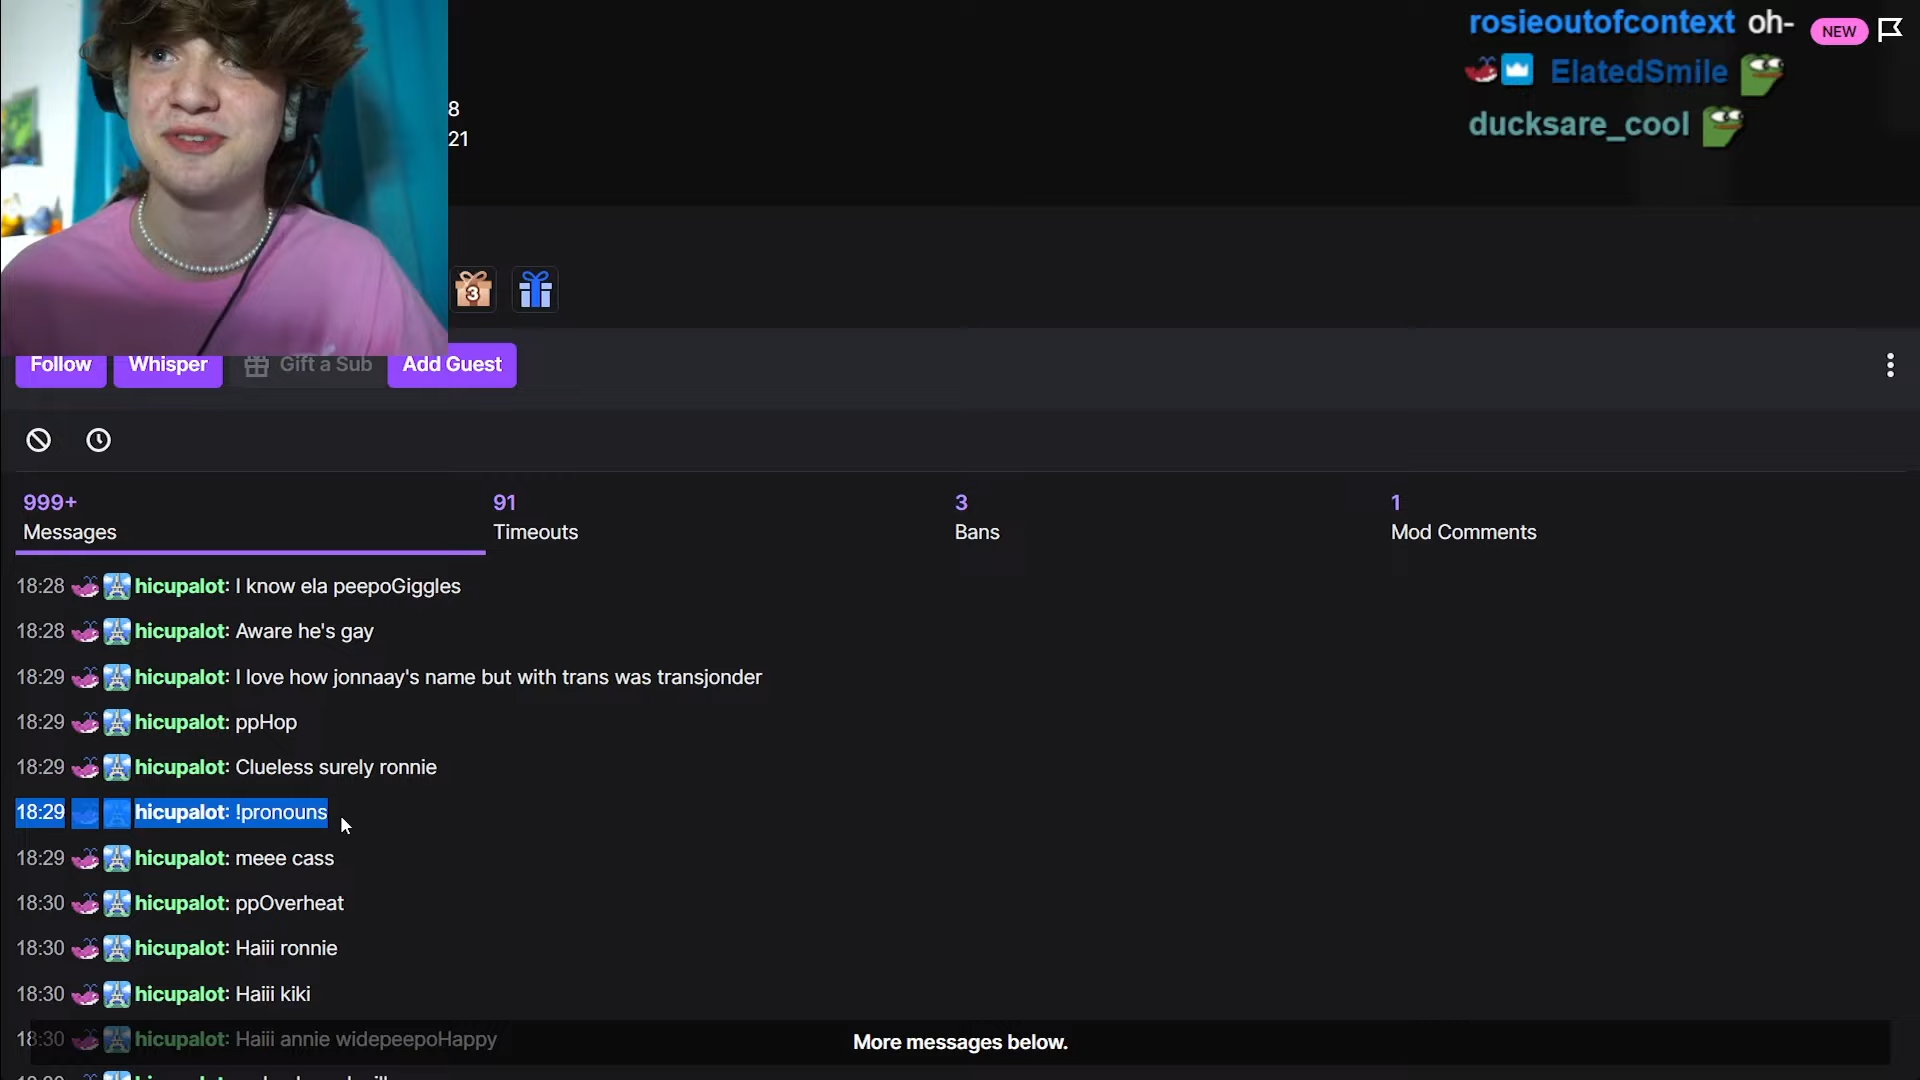 rosieoutofcontext oh-
NEW
ElatedSmile
ducksare_cool
8
21
3
Follow
Whisper
Gift a Sub
Add Guest
999+
Messages
91
Timeouts
3
Bans
1
Mod Comments
18:28 hicupalot: I know ela peepoGiggles
18:28 hicupalot: Aware he's gay
18:29 hicupalot: I love how jonnaay's name but with trans was transjonder
18:29 hicupalot: ppHop
18:29 hicupalot: Clueless surely ronnie
18:29 hicupalot: !pronouns
18:29 hicupalot: meee cass
18:30 hicupalot: ppOverheat
18:30 hicupalot: Haiii ronnie
18:30 hicupalot: Haiii kiki
18:30 hicupalot: Haiii annie widepeepoHappy
More messages below.